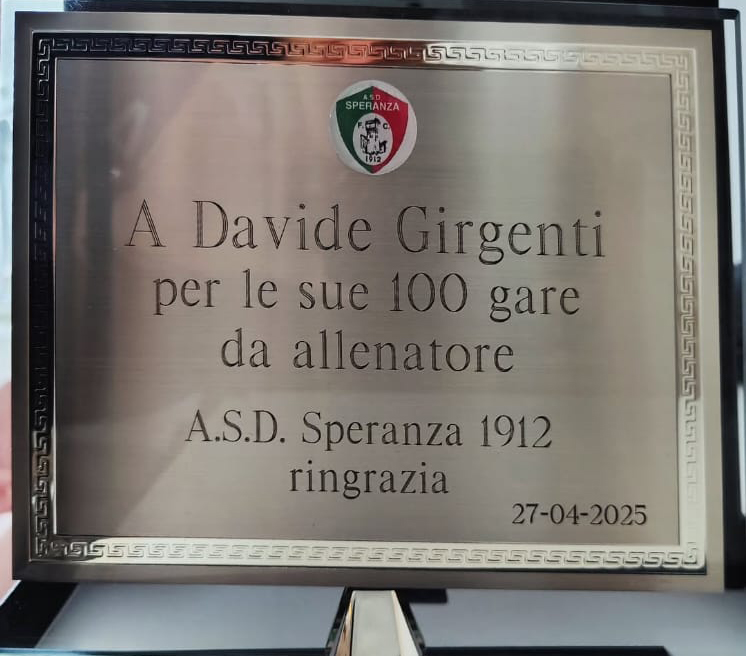 A.S.D.
SPERANZA
F. C.
1912
A Davide Girgenti
per le sue 100 gare
da allenatore
A.S.D. Speranza 1912
ringrazia
27-04-2025